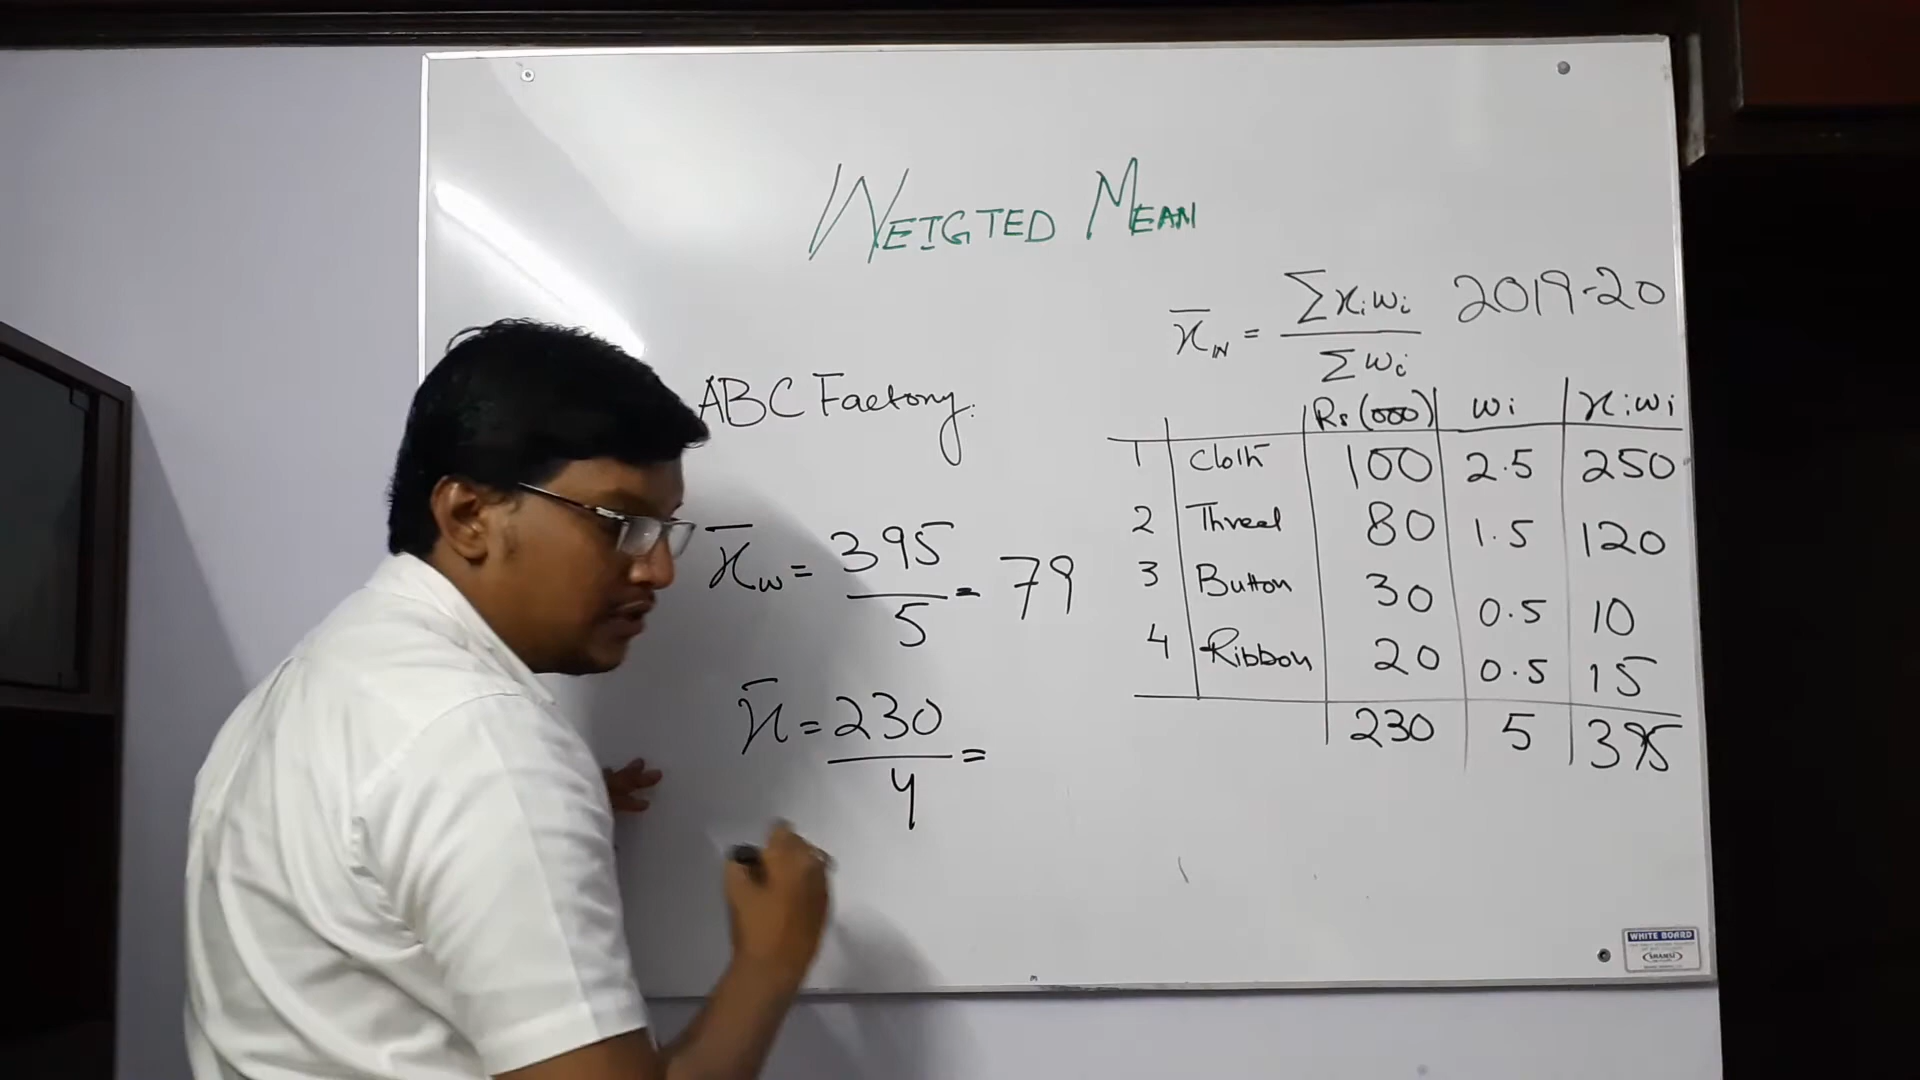 WEIGTED MEAN
x̄w = Σxiwi / Σwi 2019-20
ABC Factory:
x̄w = 395 / 5 = 79
x̄ = 230 / 4 =
Rs (000) wi xiwi
1 Cloth 100 2.5 250
2 Thread 80 1.5 120
3 Button 30 0.5 10
4 Ribbon 20 0.5 15
230 5 395
WHITE BOARD